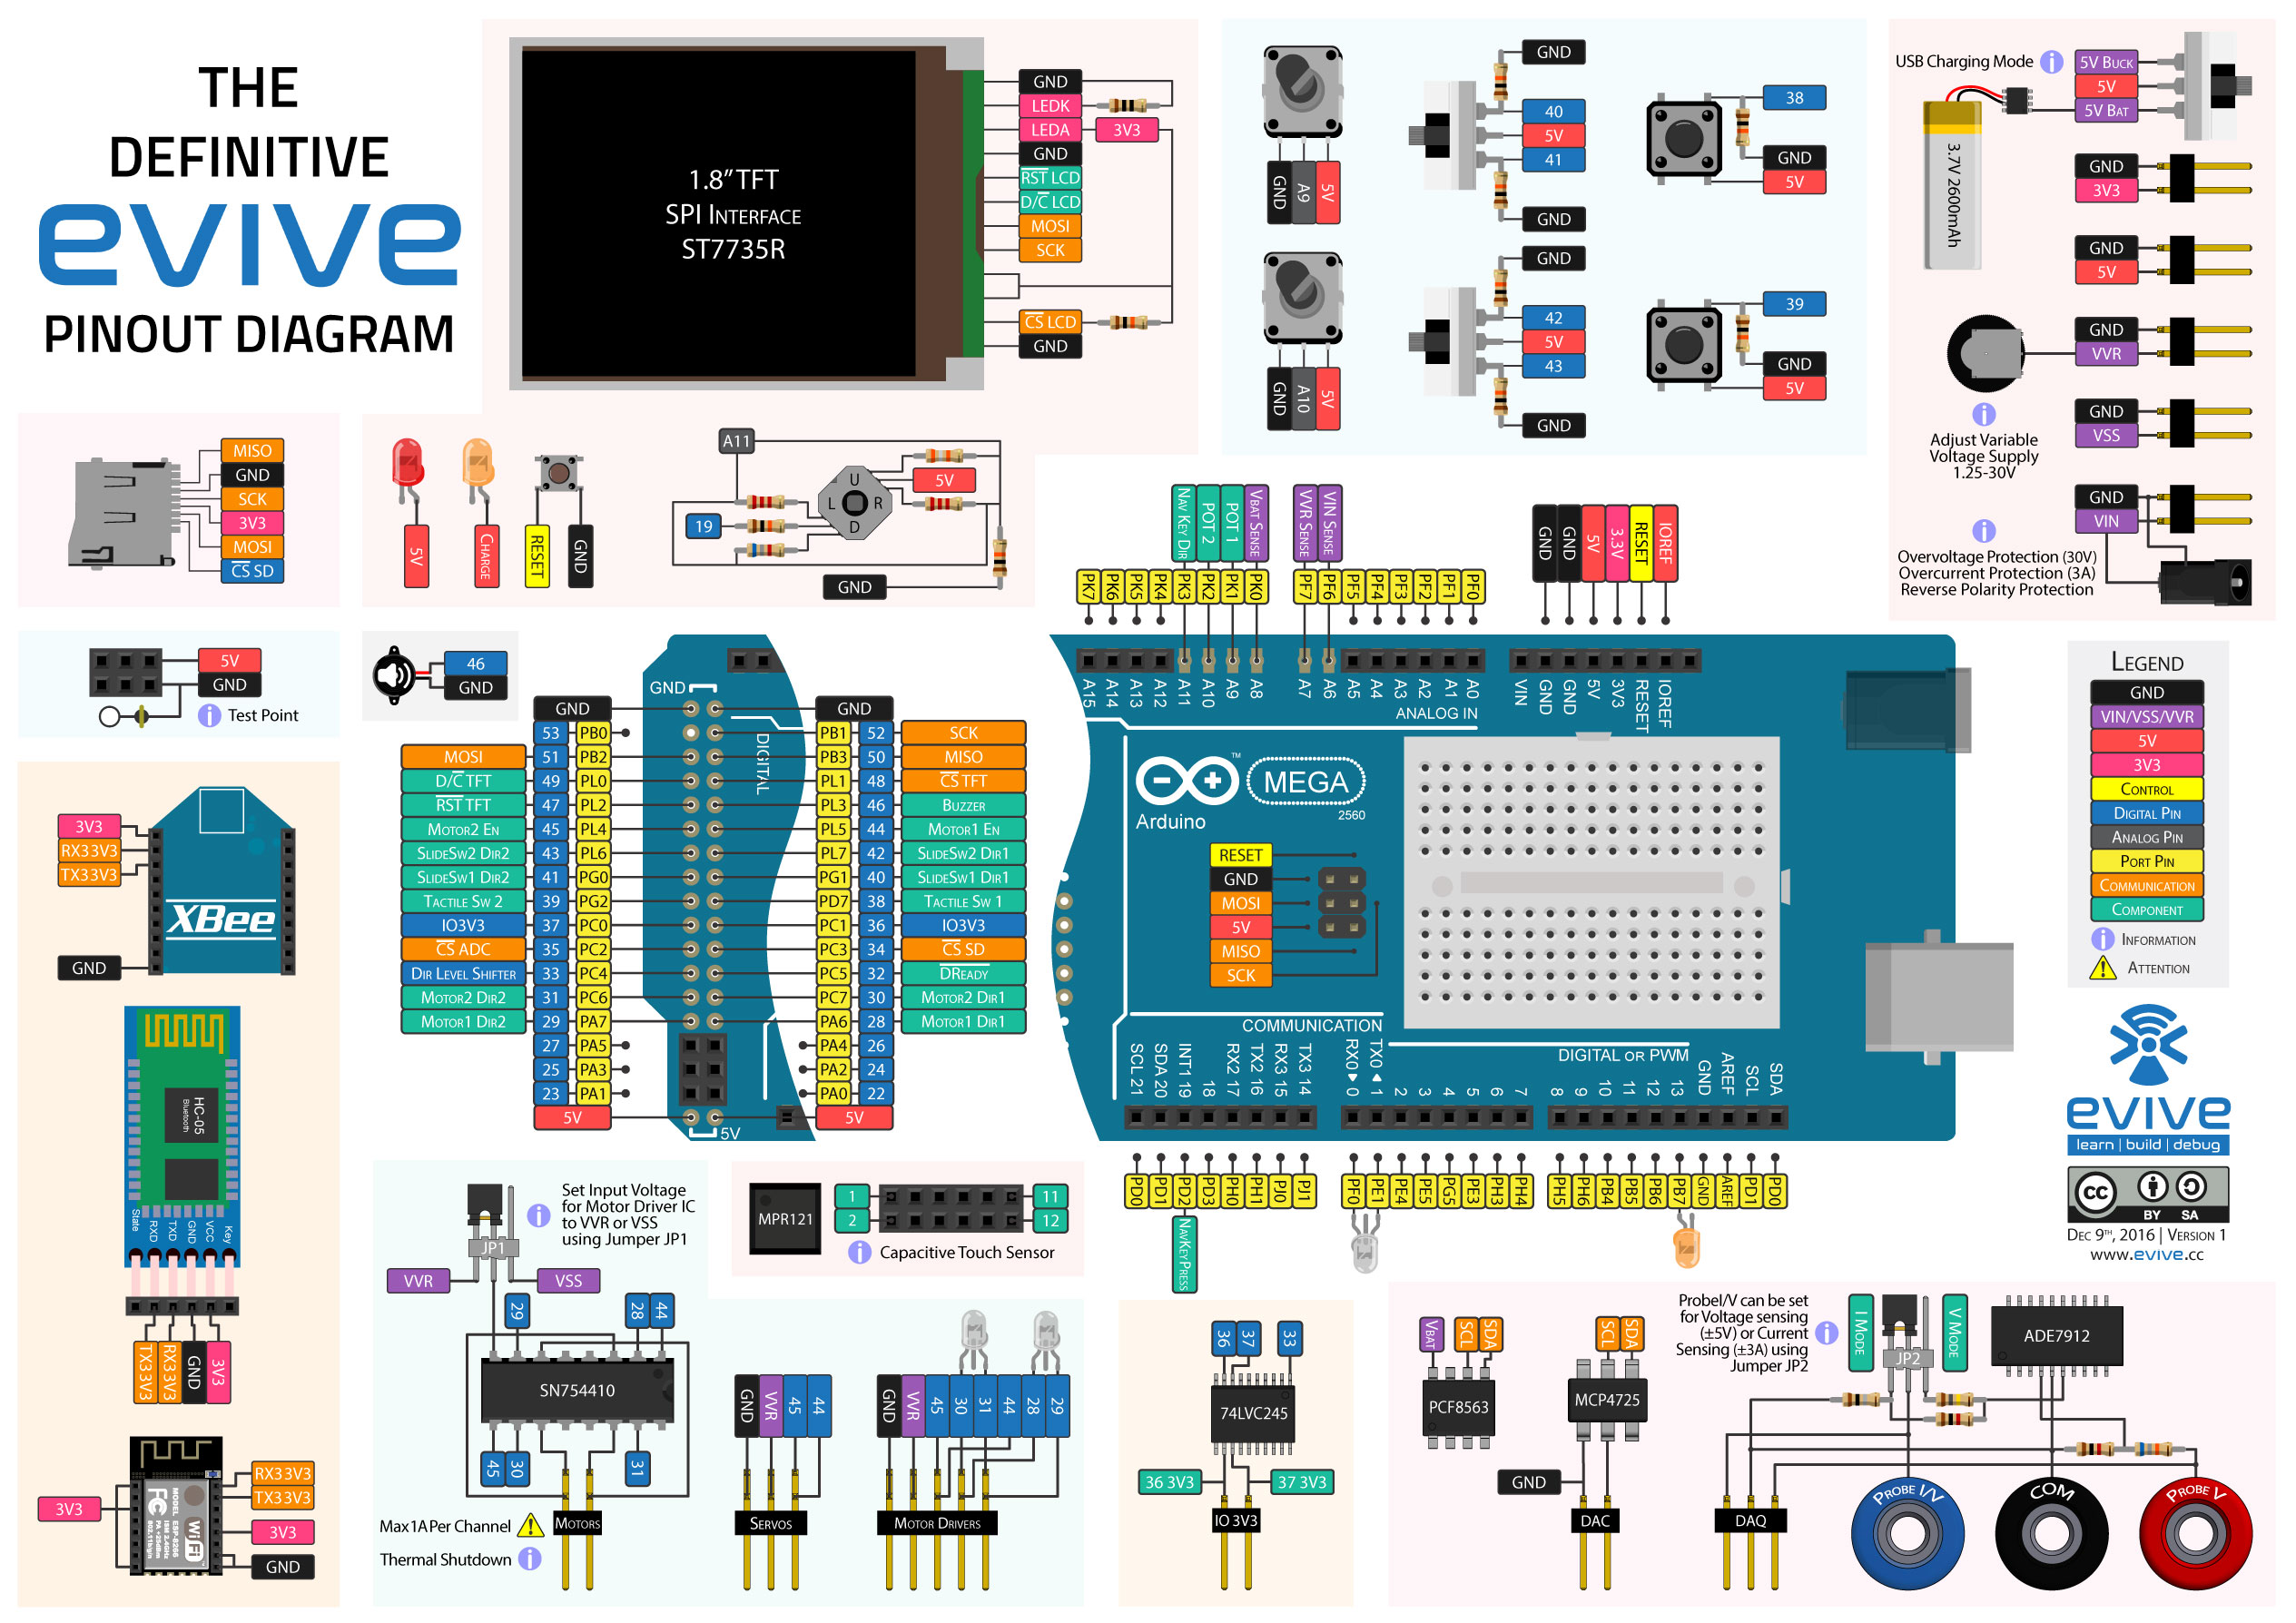 THE
DEFINITIVE
evive
PINOUT DIAGRAM
1.8” TFT
SPI INTERFACE
ST7735R
GND
LEDK
LEDA 3V3
GND
RST LCD
D/C LCD
MOSI
SCK
CS LCD
GND
GND A9 5V
GND A10 5V
GND
40
5V
41
GND
GND
42
5V
43
GND
38
GND
5V
39
GND
5V
USB Charging Mode
5V BUCK
5V
5V BAT
3.7V 2600mAh
GND
3V3
GND
5V
GND
VVR
Adjust Variable
Voltage Supply
1.25-30V
GND
VSS
GND
VIN
Overvoltage Protection (30V)
Overcurrent Protection (3A)
Reverse Polarity Protection
MISO
GND
SCK
3V3
MOSI
CS SD
5V
CHARGE
RESET
GND
A11
19
U
L R
D
5V
GND
5V
GND
Test Point
46
GND
NAV KEY DIR
POT 2
POT 1
VBAT SENSE
VVR SENSE
VIN SENSE
PK7 PK6 PK5 PK4 PK3 PK2 PK1 PK0
PF7 PF6 PF5 PF4 PF3 PF2 PF1 PF0
GND GND 5V 3.3V RESET IOREF
A15 A14 A13 A12 A11 A10 A9 A8
A7 A6 A5 A4 A3 A2 A1 A0
VIN GND GND 5V 3V3 RESET IOREF
ANALOG IN
GND
DIGITAL
GND GND
53 PB0 PB1 52 SCK
MOSI 51 PB2 PB3 50 MISO
D/C TFT 49 PL0 PL1 48 CS TFT
RST TFT 47 PL2 PL3 46 BUZZER
MOTOR2 EN 45 PL4 PL5 44 MOTOR1 EN
SLIDESW2 DIR2 43 PL6 PL7 42 SLIDESW2 DIR1
SLIDESW1 DIR2 41 PG0 PG1 40 SLIDESW1 DIR1
TACTILE SW 2 39 PG2 PD7 38 TACTILE SW 1
IO3V3 37 PC0 PC1 36 IO3V3
CS ADC 35 PC2 PC3 34 CS SD
DIR LEVEL SHIFTER 33 PC4 PC5 32 DREADY
MOTOR2 DIR2 31 PC6 PC7 30 MOTOR2 DIR1
MOTOR1 DIR2 29 PA7 PA6 28 MOTOR1 DIR1
27 PA5 PA4 26
25 PA3 PA2 24
23 PA1 PA0 22
5V 5V
5V
Arduino
TM
MEGA
2560
RESET
GND
MOSI
5V
MISO
SCK
COMMUNICATION
DIGITAL OR PWM
SCL 21
SDA 20
INT1 19
18
RX2 17
TX2 16
RX3 15
TX3 14
RX0 0
TX0 1
2 3 4 5 6 7
8 9 10 11 12 13 GND AREF SCL SDA
PD0 PD1 PD2 PD3 PH0 PH1 PJ0 PJ1
PE0 PE1 PE4 PE5 PG5 PE3 PH3 PH4
PH5 PH6 PB4 PB5 PB6 PB7 GND AREF PD1 PD0
NAVKEYPRESS
LEGEND
GND
VIN/VSS/VVR
5V
3V3
CONTROL
DIGITAL PIN
ANALOG PIN
PORT PIN
COMMUNICATION
COMPONENT
INFORMATION
ATTENTION
evive
learn | build | debug
CC BY SA
DEC 9TH, 2016 | VERSION 1
www.evive.cc
3V3
RX33V3
TX33V3
GND
XBee
HC-05
Bluetooth
State RXD TXD GND VCC Key
TX33V3 RX33V3 GND 3V3
3V3
RX33V3
TX33V3
3V3
GND
WiFi
FC
MODEL ESP8266
ISM 2.4GHz
PA +25dBm
802.11b/g/n
Set Input Voltage
for Motor Driver IC
to VVR or VSS
using Jumper JP1
JP1
VVR VSS
29 28 44
SN754410
45 30 31
Max 1A Per Channel
Thermal Shutdown
MOTORS
MPR121
1 11
2 12
Capacitive Touch Sensor
GND VVR 45 44
SERVOS
GND VVR 45 30 31 44 28 29
MOTOR DRIVERS
36 37 33
74LVC245
36 3V3 37 3V3
IO 3V3
VBAT SCL SDA
PCF8563
SCL SDA
MCP4725
GND
DAC
ProbeI/V can be set
for Voltage sensing
(±5V) or Current
Sensing (±3A) using
Jumper JP2
I MODE
JP2
V MODE
ADE7912
DAQ
PROBE I/V
COM
PROBE V